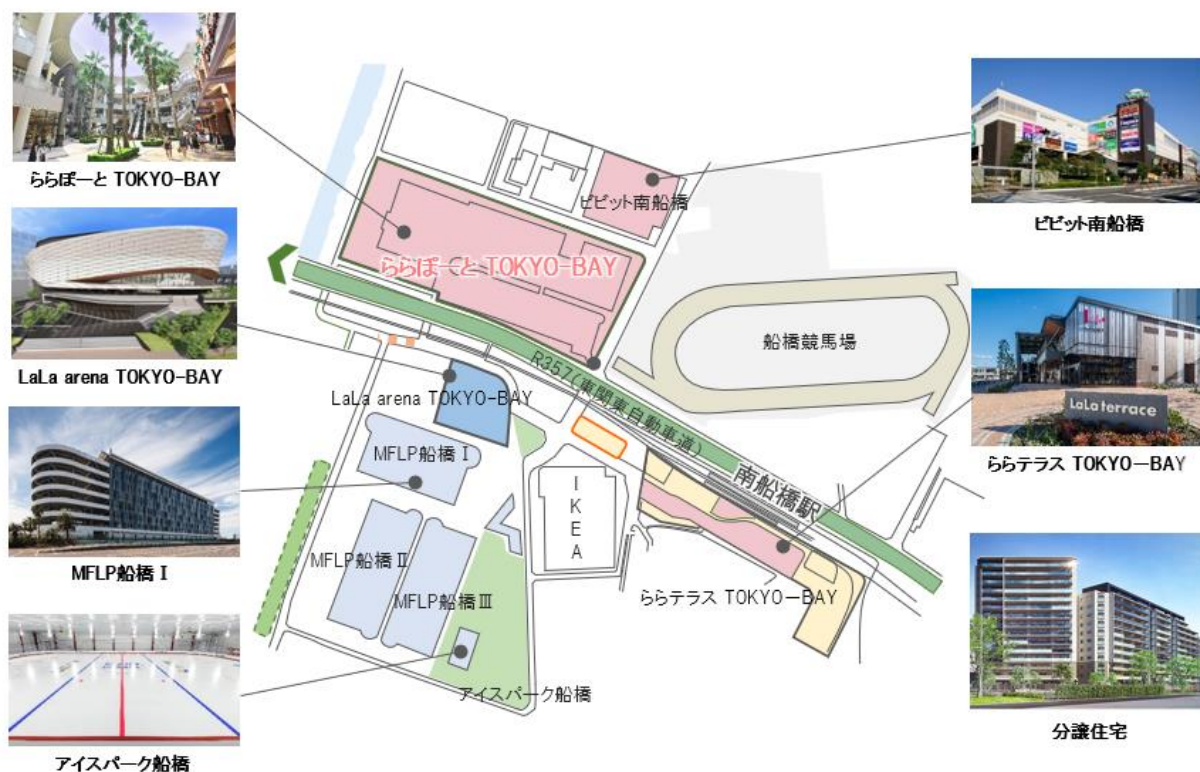 ららぽーと TOKYO-BAY
LaLa arena TOKYO-BAY
MFLP船橋 I
アイスパーク船橋
ビビット南船橋
ららぽーと TOKYO-BAY
船橋競馬場
R357(東関東自動車道)
LaLa arena TOKYO-BAY
MFLP船橋 I
IKEA
南船橋駅
MFLP船橋Ⅱ
MFLP船橋Ⅲ
ららテラス TOKYO-BAY
アイスパーク船橋
ビビット南船橋
LaLa terrace
ららテラス TOKYO-BAY
分譲住宅